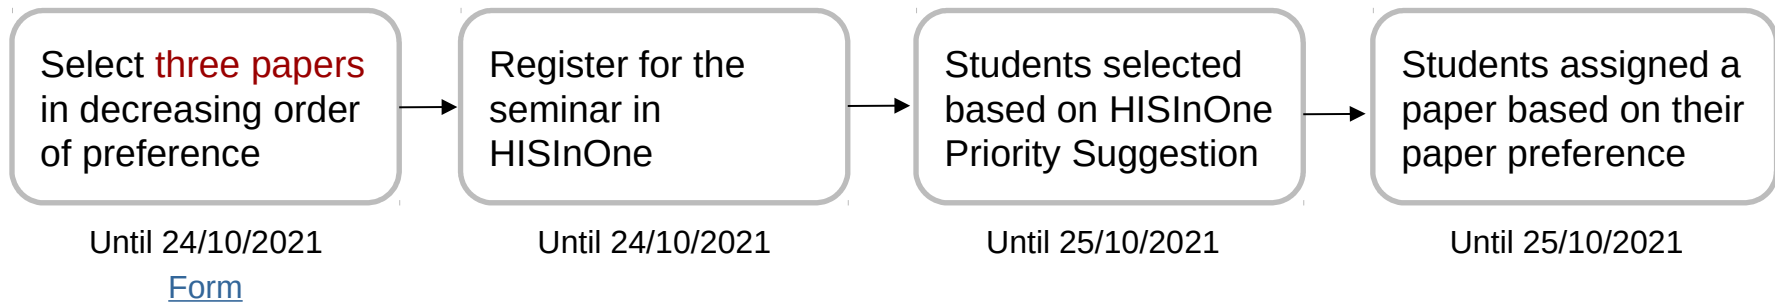 Select three papers
in decreasing order
of preference
Until 24/10/2021
Form
Register for the
seminar in
HISInOne
Until 24/10/2021
Students selected
based on HISInOne
Priority Suggestion
Until 25/10/2021
Students assigned a
paper based on their
paper preference
Until 25/10/2021